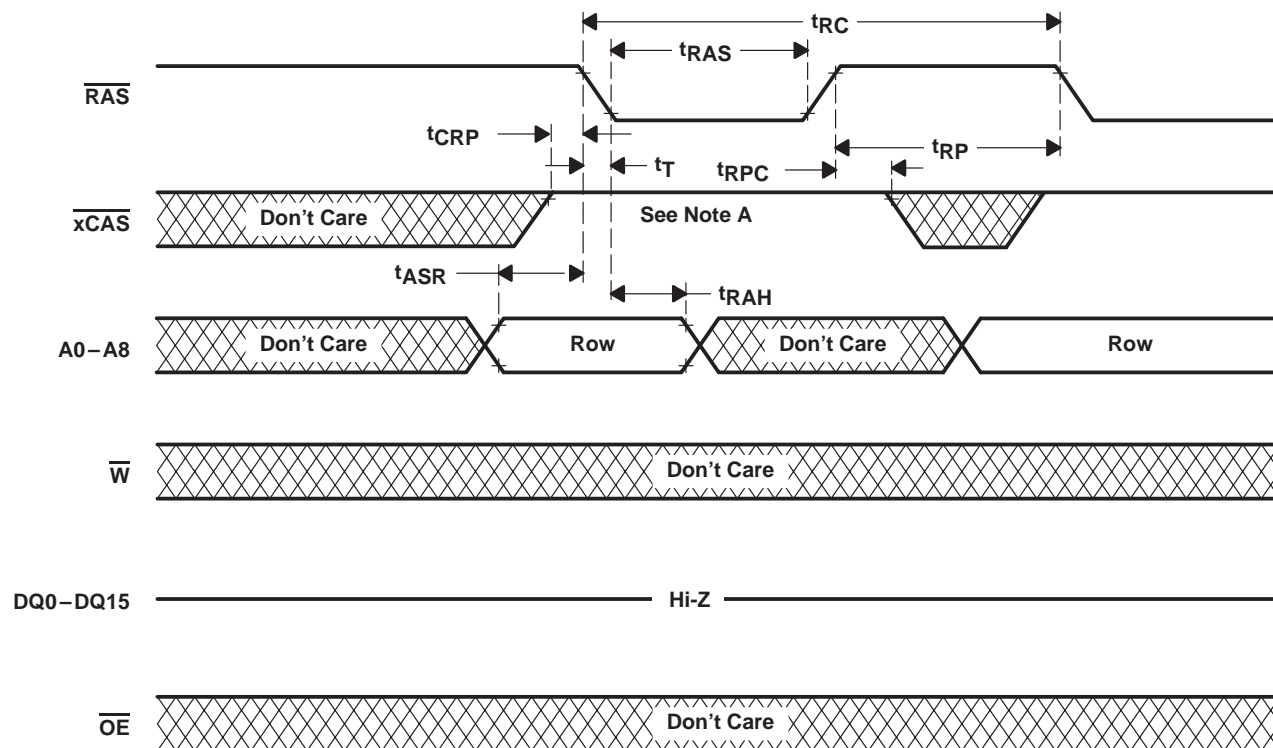 tRC
tRAS
RAS
tCRP
tRP
tT
tRPC
xCAS
Don't Care
See Note A
tASR
tRAH
A0–A8
Don't Care
Row
Don't Care
Row
W
Don't Care
DQ0–DQ15
Hi-Z
OE
Don't Care